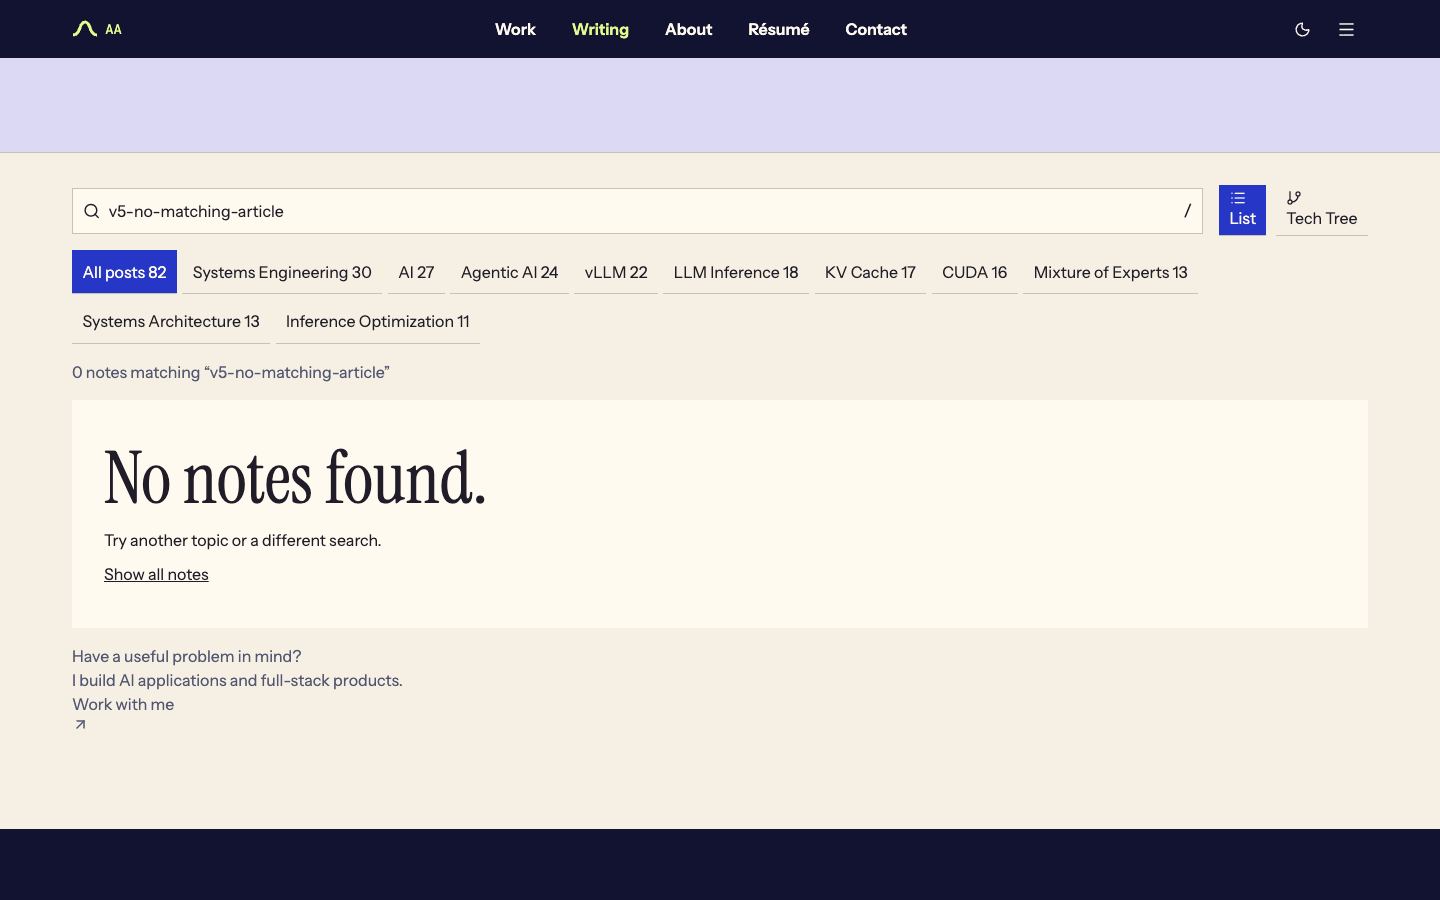 AA
Work Writing About Résumé Contact
v5-no-matching-article /
List Tech Tree
All posts 82 Systems Engineering 30 AI 27 Agentic AI 24 vLLM 22 LLM Inference 18 KV Cache 17 CUDA 16 Mixture of Experts 13
Systems Architecture 13 Inference Optimization 11
0 notes matching “v5-no-matching-article”
No notes found.
Try another topic or a different search.
Show all notes
Have a useful problem in mind?
I build AI applications and full-stack products.
Work with me